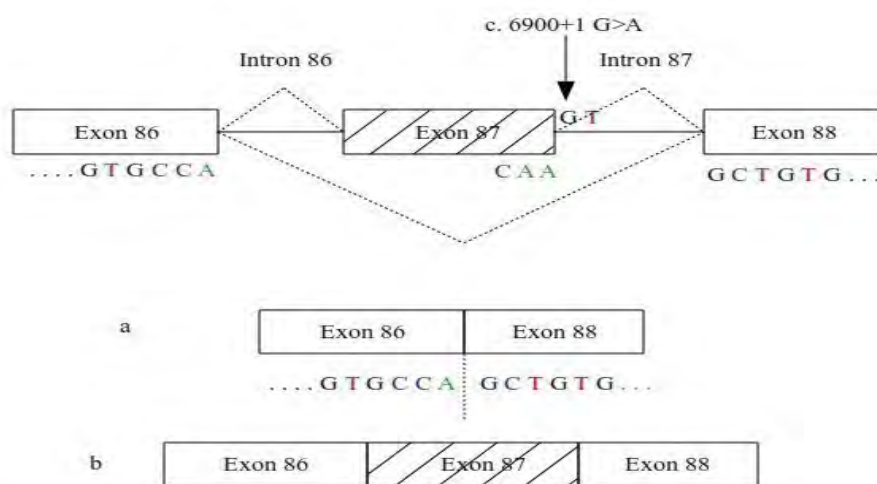 c. 6900+1 G>A
Intron 86 Intron 87
G T
Exon 86 Exon 87 Exon 88
....GTGCCA CAA GCTGTG...
a Exon 86 Exon 88
....GTGCCA GCTGTG...
b Exon 86 Exon 87 Exon 88